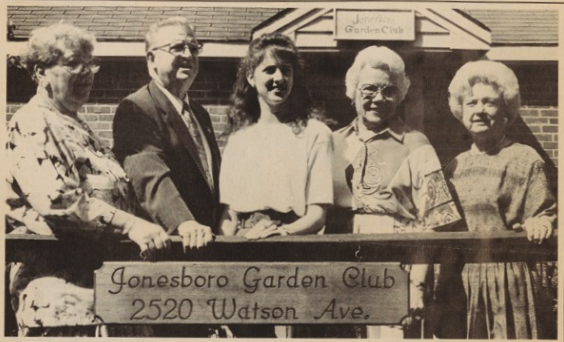 Jonesboro
Garden Club
Jonesboro Garden Club
2520 Watson Ave.